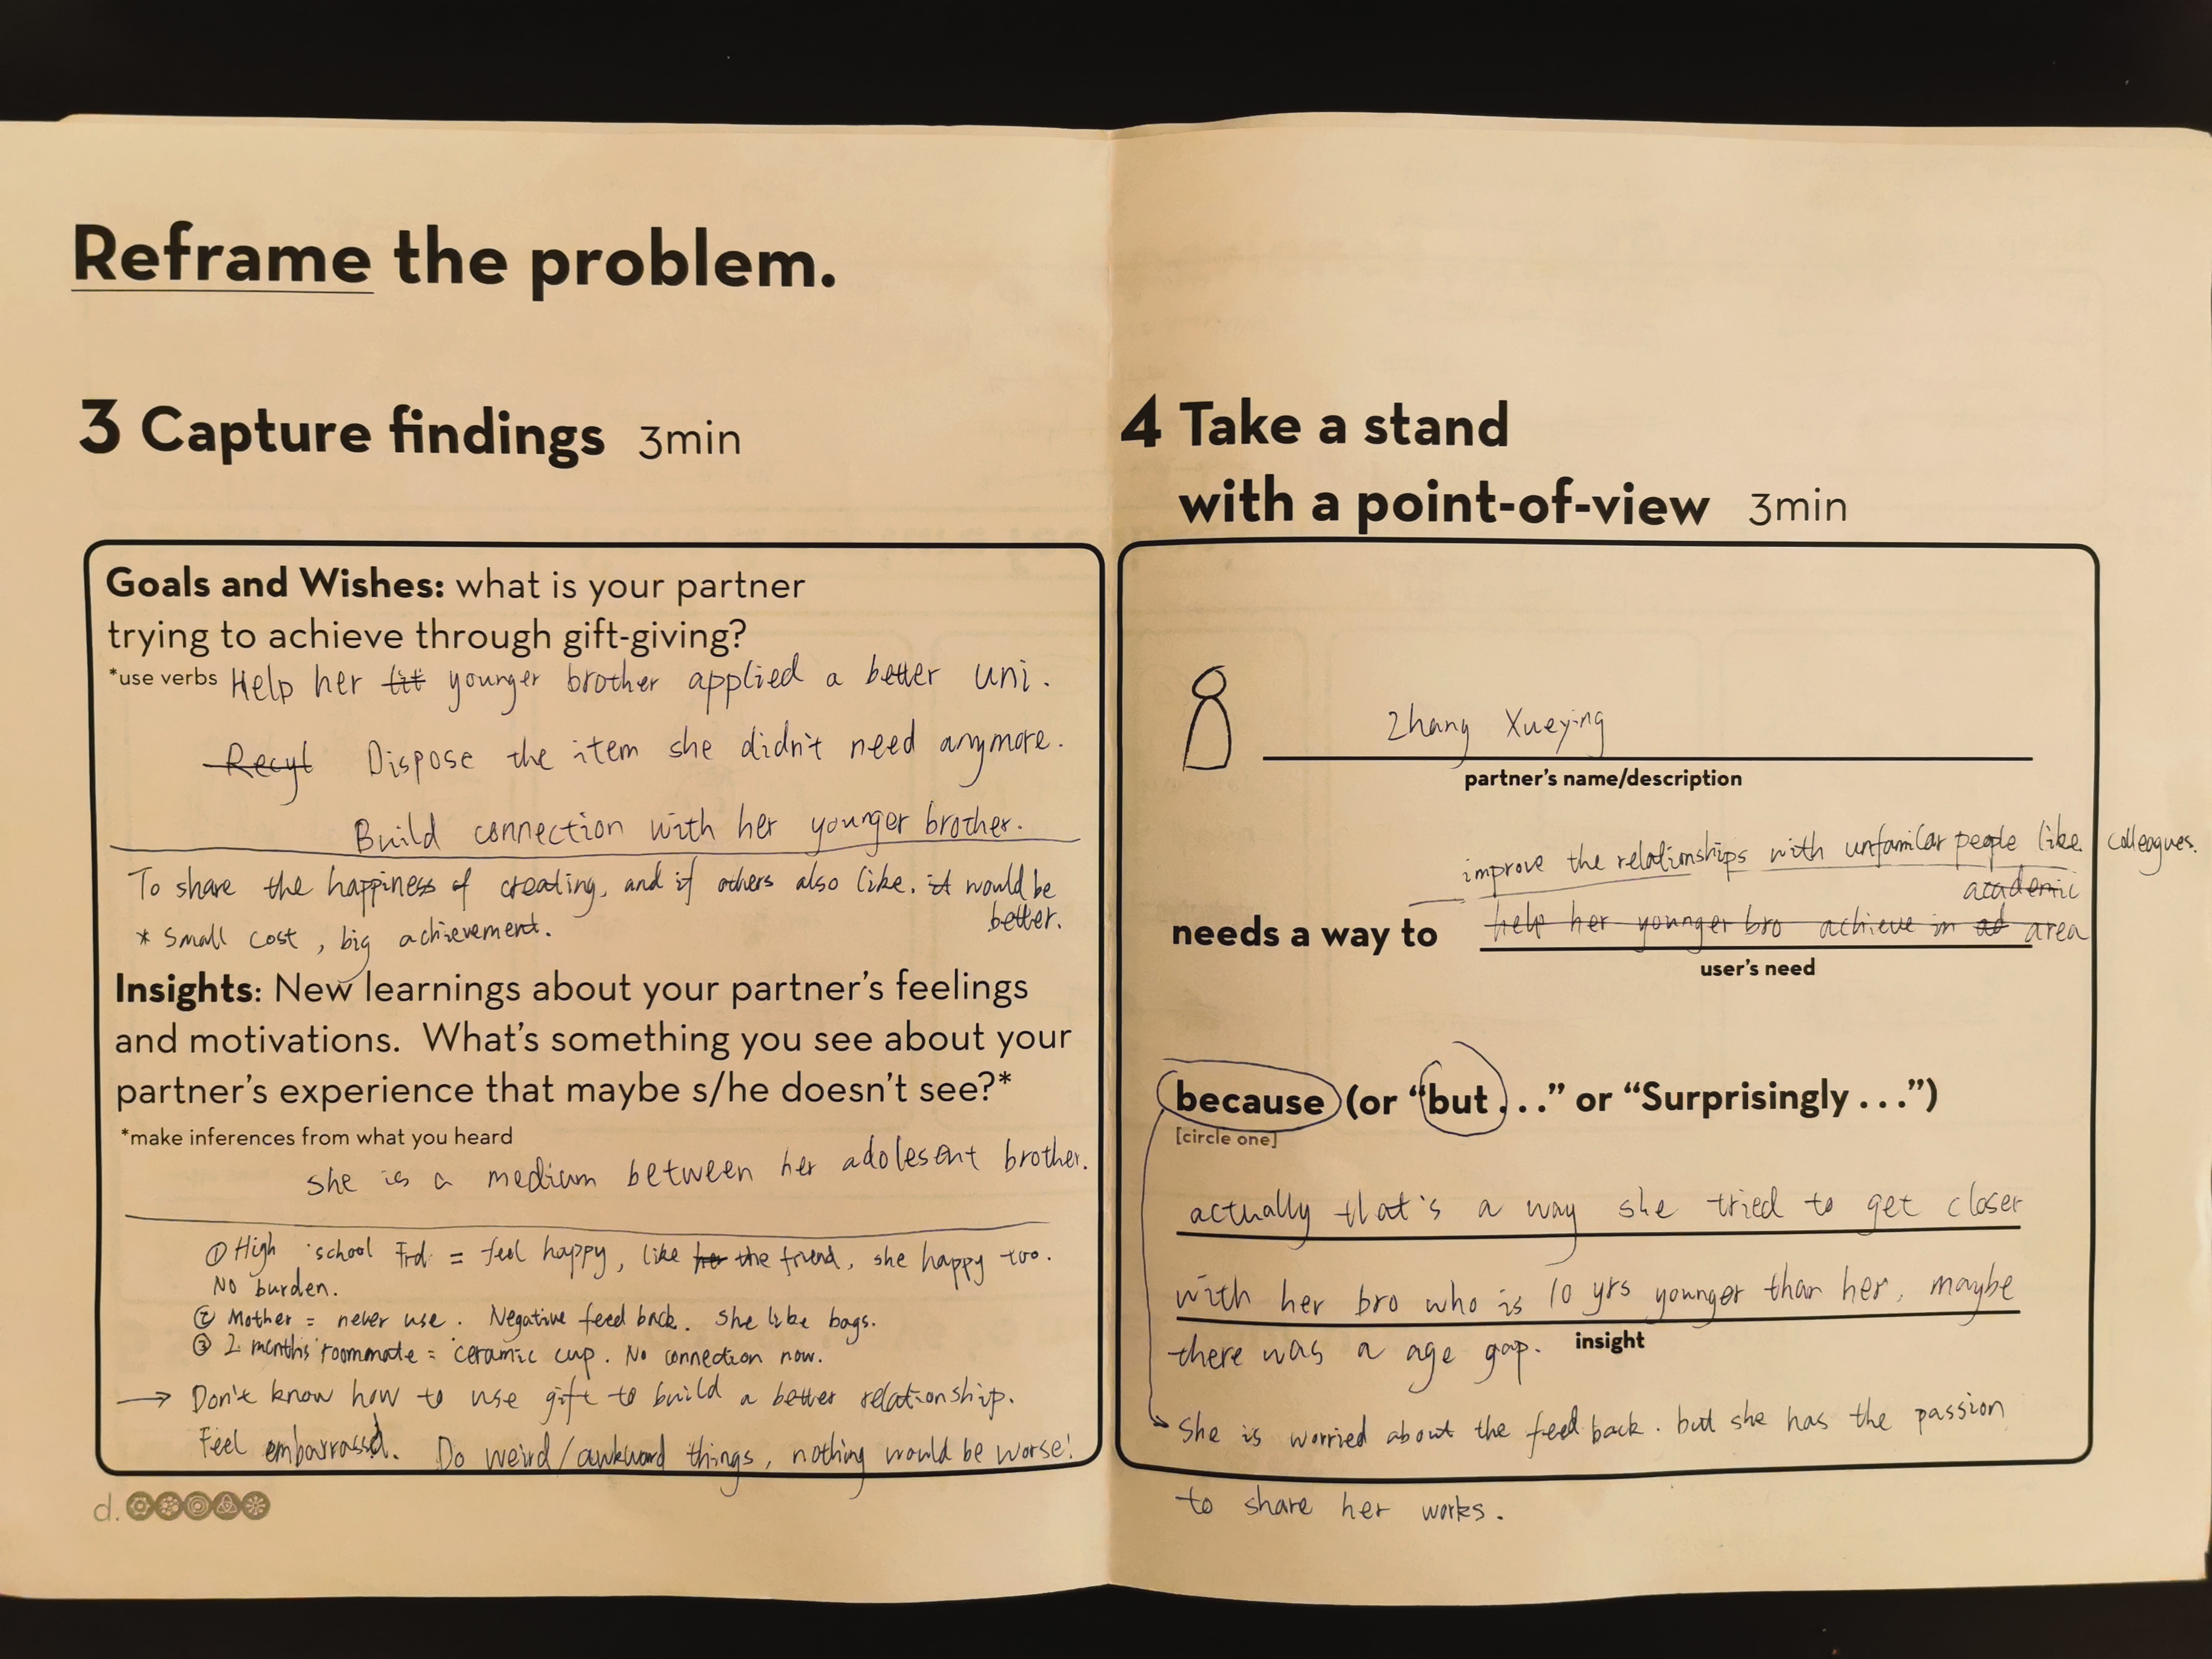 Reframe the problem.
3 Capture findings 3min
Goals and Wishes: what is your partner
trying to achieve through gift-giving?
*use verbs Help her younger brother applied a better uni.
Recyl Dispose the item she didn't need anymore.
Build connection with her younger brother.
To share the happiness of creating, and if others also like. it would be
better.
* Small cost, big achievement.
Insights: New learnings about your partner's feelings
and motivations. What's something you see about your
partner's experience that maybe s/he doesn't see?*
*make inferences from what you heard
she is a medium between her adolesent brother.
① High school Frd = feel happy, like her the friend, she happy too.
No burden.
② Mother = never use. Negative feed back. She like bags.
③ 2 months' roommate = ceramic cup. No connection now.
→ Don't know how to use gift to build a better relationship.
Feel embarrassd. Do weird/awkward things, nothing would be worse!
d.
4 Take a stand
with a point-of-view 3min
Zhang Xueying
partner's name/description
improve the relationships with unfamilar people like colleagues.
academic
needs a way to help her younger bro achieve in ad area
user's need
because (or "but . . ." or "Surprisingly . . .")
[circle one]
actually that's a way she tried to get closer
with her bro who is 10 yrs younger than her, maybe
there was a age gap. insight
She is worried about the feed back. but she has the passion
to share her works.